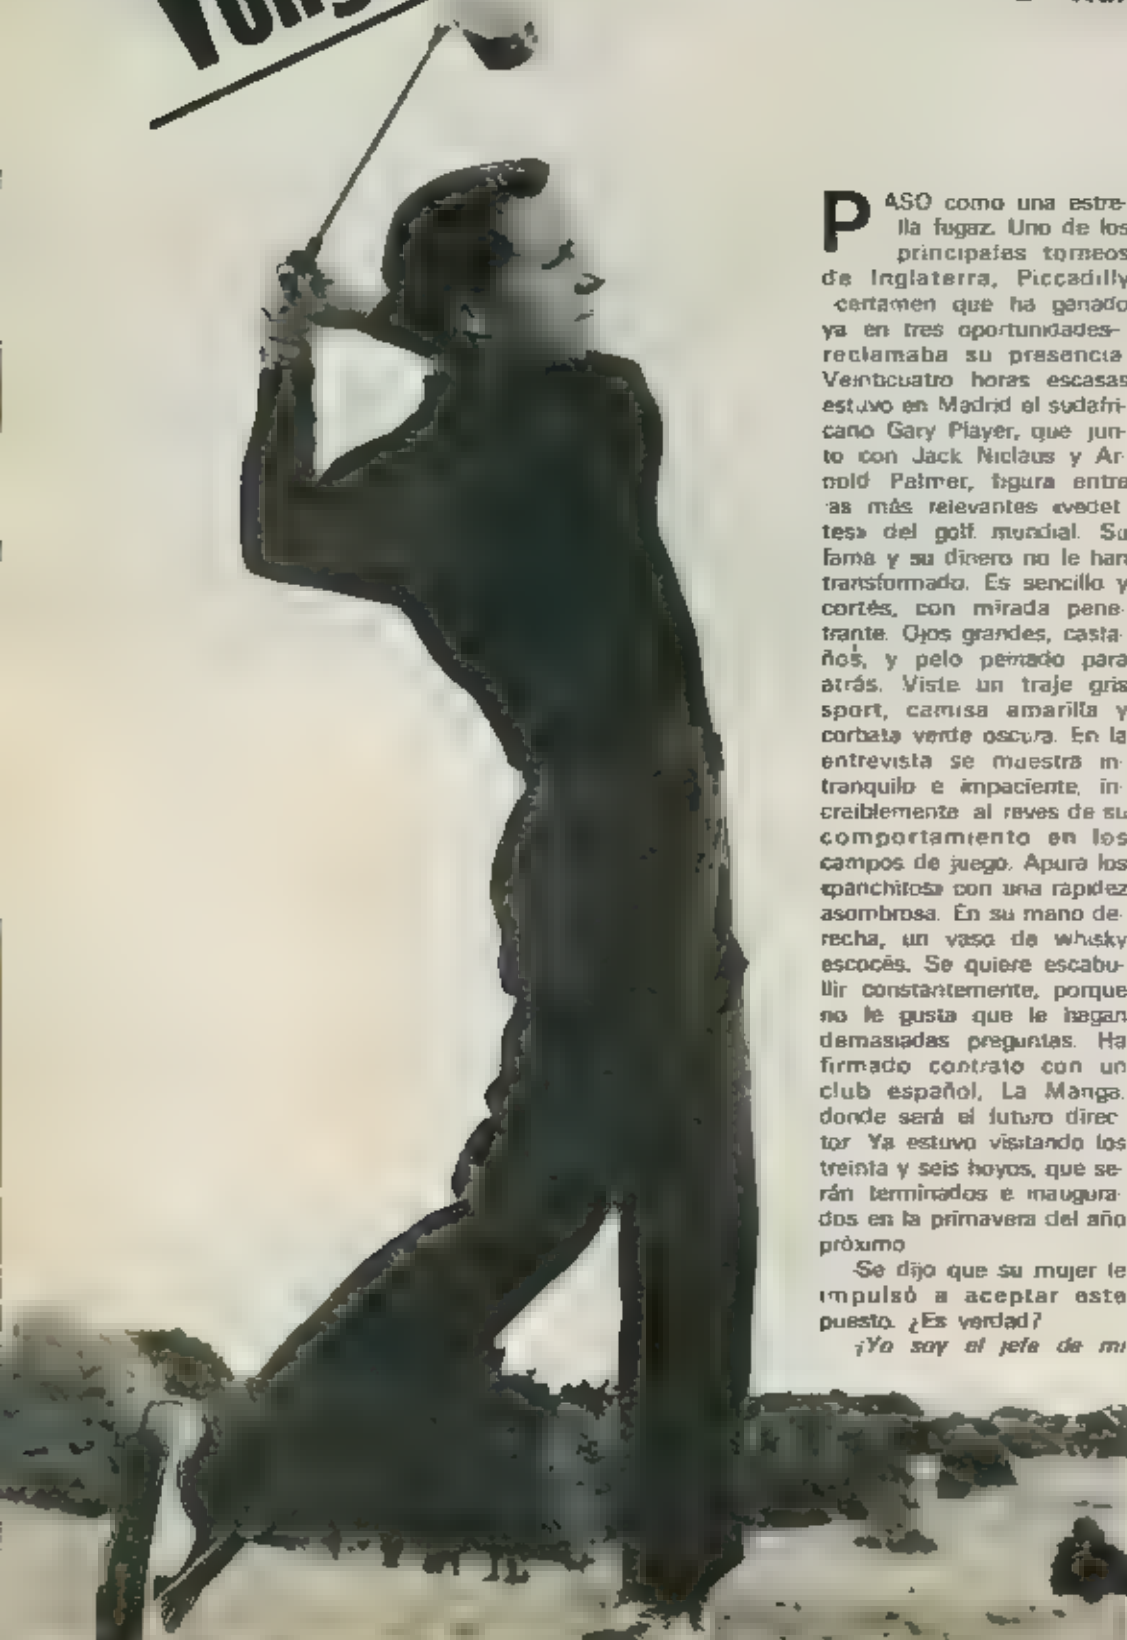 PASO como una estre-
lla fugaz. Uno de los
principales torneos
de Inglaterra, Piccadilly
-certamen que ha ganado
ya en tres oportunidades-
reclamaba su presencia
Veinticuatro horas escasas
estuvo en Madrid el sudafri-
cano Gary Player, que jun-
to con Jack Niclaus y Ar-
nold Palmer, figura entre
as más relevantes «vedet
tes» del golf mundial. Su
fama y su dinero no le han
transformado. Es sencillo y
cortés, con mirada pene-
trante. Ojos grandes, casta-
ños, y pelo peinado para
atrás. Viste un traje gris
sport, camisa amarilla y
corbata verde oscura. En la
entrevista se muestra in-
tranquilo e impaciente, in-
creiblemente al reves de su
comportamiento en los
campos de juego. Apura los
«panchitos» con una rapidez
asombrosa. En su mano de-
recha, un vaso de whisky
escocés. Se quiere escabu-
llir constantemente, porque
no le gusta que le hagan
demasiadas preguntas. Ha
firmado contrato con un
club español, La Manga.
donde será el futuro direc
tor Ya estuvo visitando los
treinta y seis hoyos, que se-
rán terminados e inaugura-
dos en la primavera del año
próximo
-Se dijo que su mujer le
impulsó a aceptar este
puesto. ¿Es verdad?
-¡Yo soy el jefe de mi